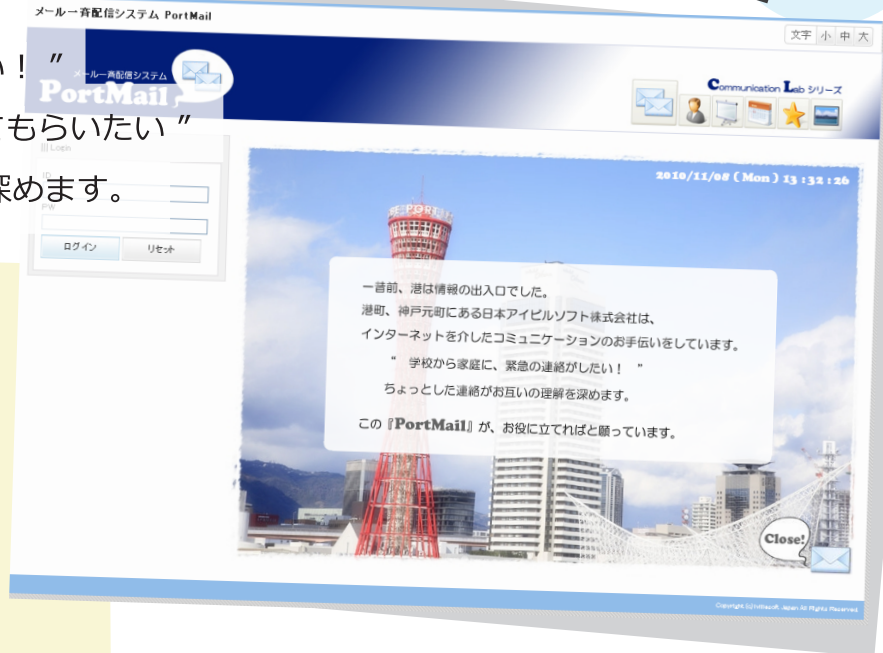 メール一斉配信システム PortMail
文字 小 中 大
い！ ”
メール一斉配信システム
PortMail
Communication Lab シリーズ
てもらいたい ”
深めます。
Login
ID
PW
ログイン リセット
2010/11/08 ( Mon ) 13 : 32 : 26
PORT
一昔前、港は情報の出入口でした。
港町、神戸元町にある日本アイビルソフト株式会社は、
インターネットを介したコミュニケーションのお手伝いをしています。
“ 学校から家庭に、緊急の連絡がしたい！ ”
ちょっとした連絡がお互いの理解を深めます。
この『PortMail』が、お役に立てればと願っています。
Close!
Japan All Rights Reserved